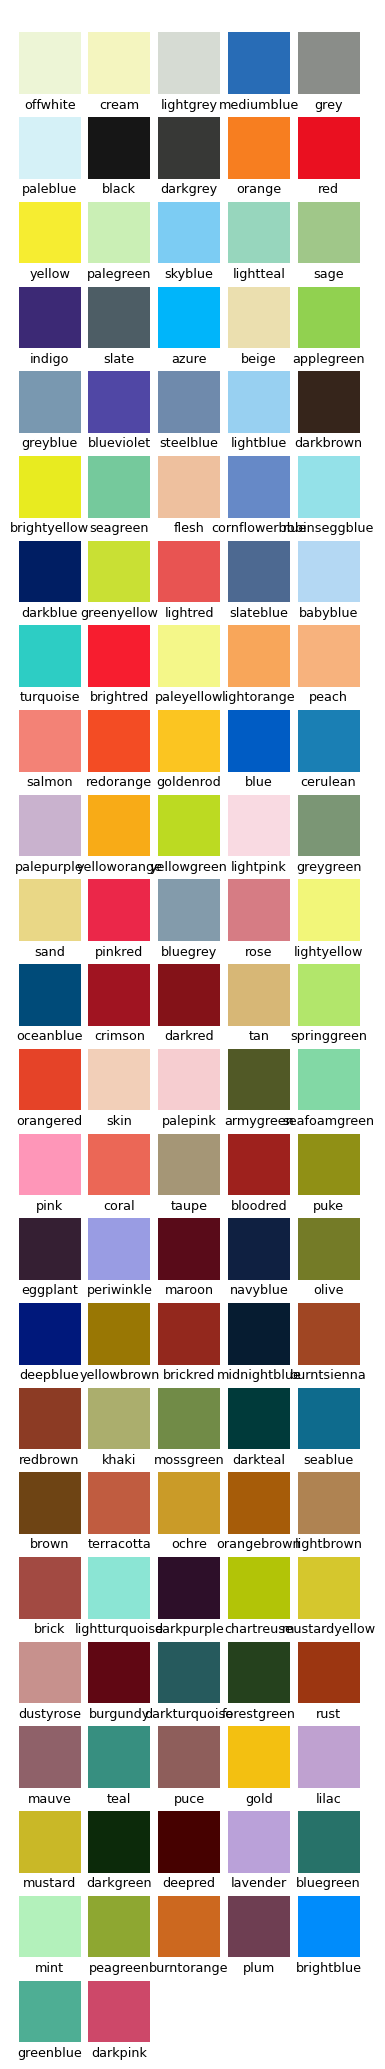 offwhite cream lightgrey mediumblue grey
paleblue black darkgrey orange red
yellow palegreen skyblue lightteal sage
indigo slate azure beige applegreen
greyblue blueviolet steelblue lightblue darkbrown
brightyellow seagreen flesh cornflowerblue robinseggblue
darkblue greenyellow lightred slateblue babyblue
turquoise brightred paleyellow lightorange peach
salmon redorange goldenrod blue cerulean
palepurple yelloworange yellowgreen lightpink greygreen
sand pinkred bluegrey rose lightyellow
oceanblue crimson darkred tan springgreen
orangered skin palepink armygreen seafoamgreen
pink coral taupe bloodred puke
eggplant periwinkle maroon navyblue olive
deepblue yellowbrown brickred midnightblue burntsienna
redbrown khaki mossgreen darkteal seablue
brown terracotta ochre orangebrown lightbrown
brick lightturquoise darkpurple chartreuse mustardyellow
dustyrose burgundy darkturquoise forestgreen rust
mauve teal puce gold lilac
mustard darkgreen deepred lavender bluegreen
mint peagreen burntorange plum brightblue
greenblue darkpink